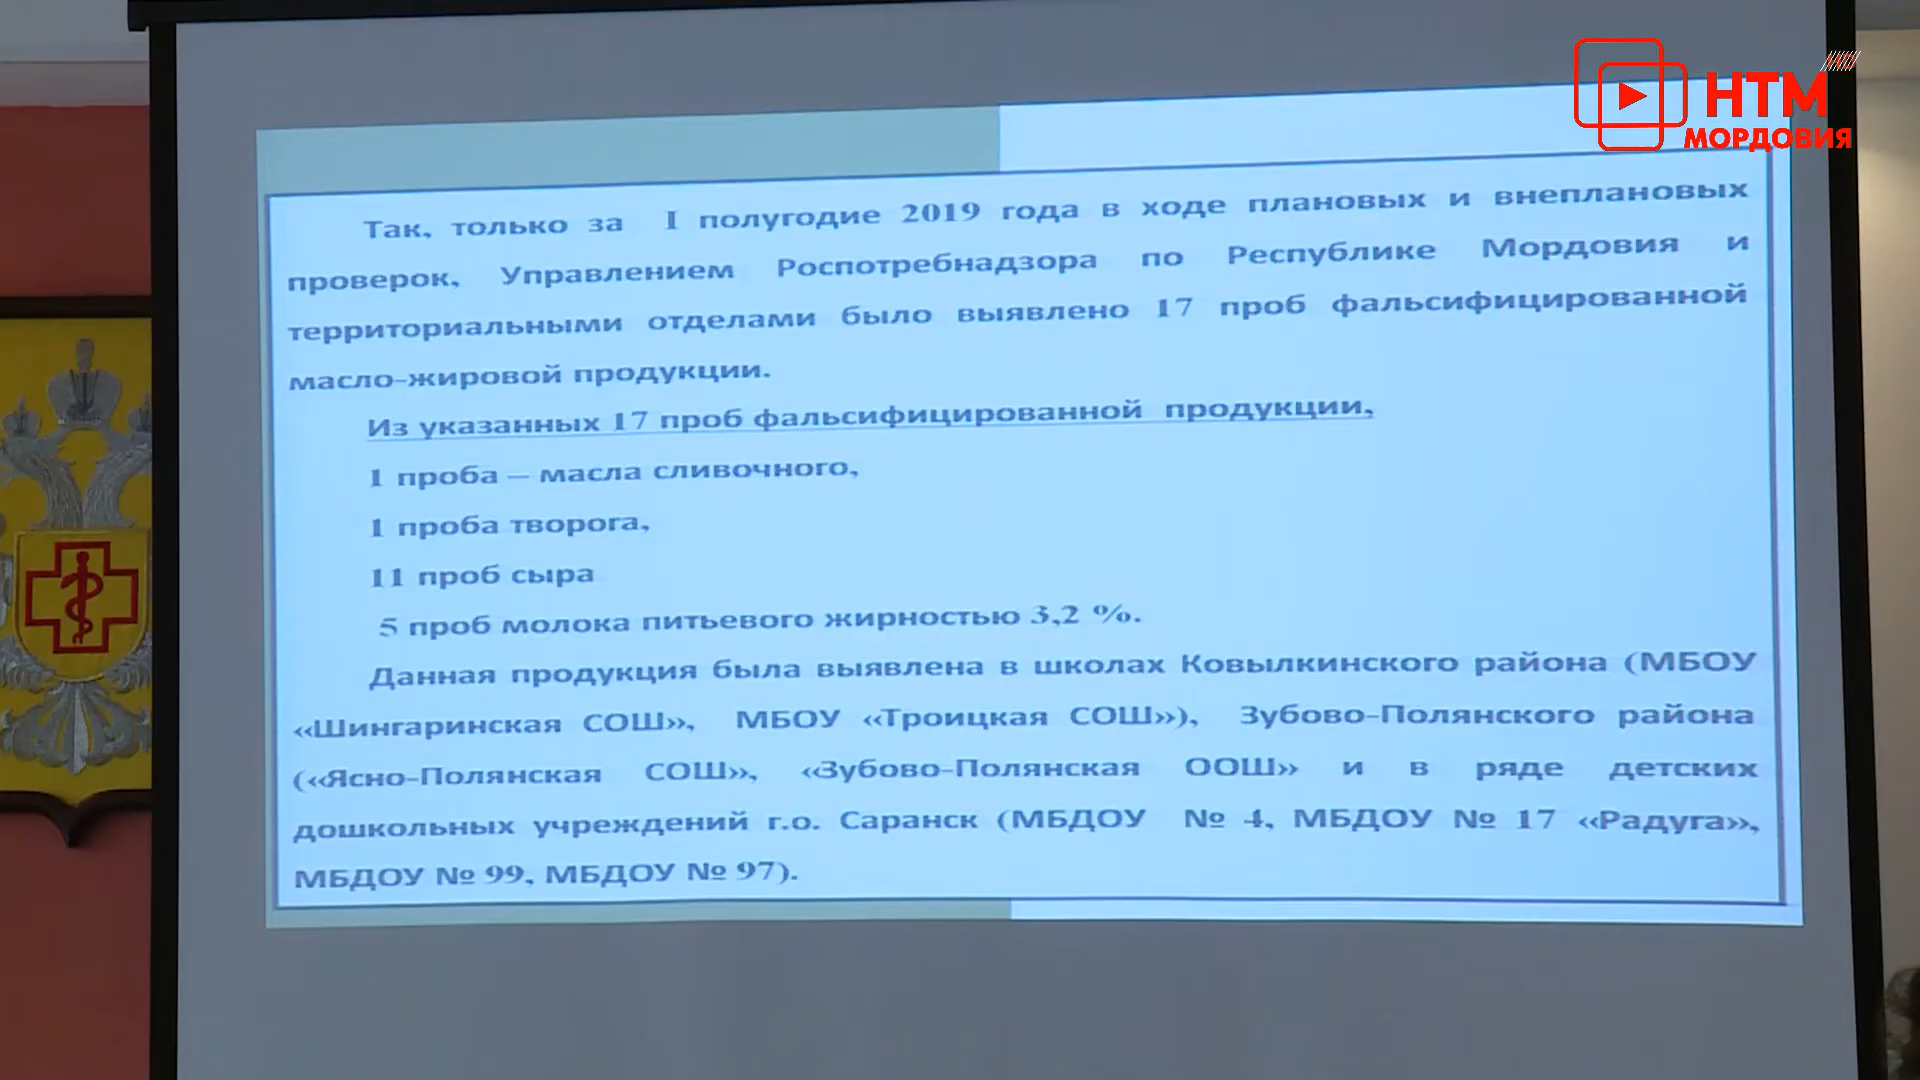 НТМ
МОРДОВИЯ
Так, только за I полугодие 2019 года в ходе плановых и внеплановых
проверок, Управлением Роспотребнадзора по Республике Мордовия и
территориальными отделами было выявлено 17 проб фальсифицированной
масло-жировой продукции.
Из указанных 17 проб фальсифицированной продукции,
1 проба – масла сливочного,
1 проба творога,
11 проб сыра
5 проб молока питьевого жирностью 3,2 %.
Данная продукция была выявлена в школах Ковылкинского района (МБОУ
«Шингаринская СОШ», МБОУ «Троицкая СОШ»), Зубово-Полянского района
(«Ясно-Полянская СОШ», «Зубово-Полянская ООШ» и в ряде детских
дошкольных учреждений г.о. Саранск (МБДОУ № 4, МБДОУ № 17 «Радуга»,
МБДОУ № 99, МБДОУ № 97).